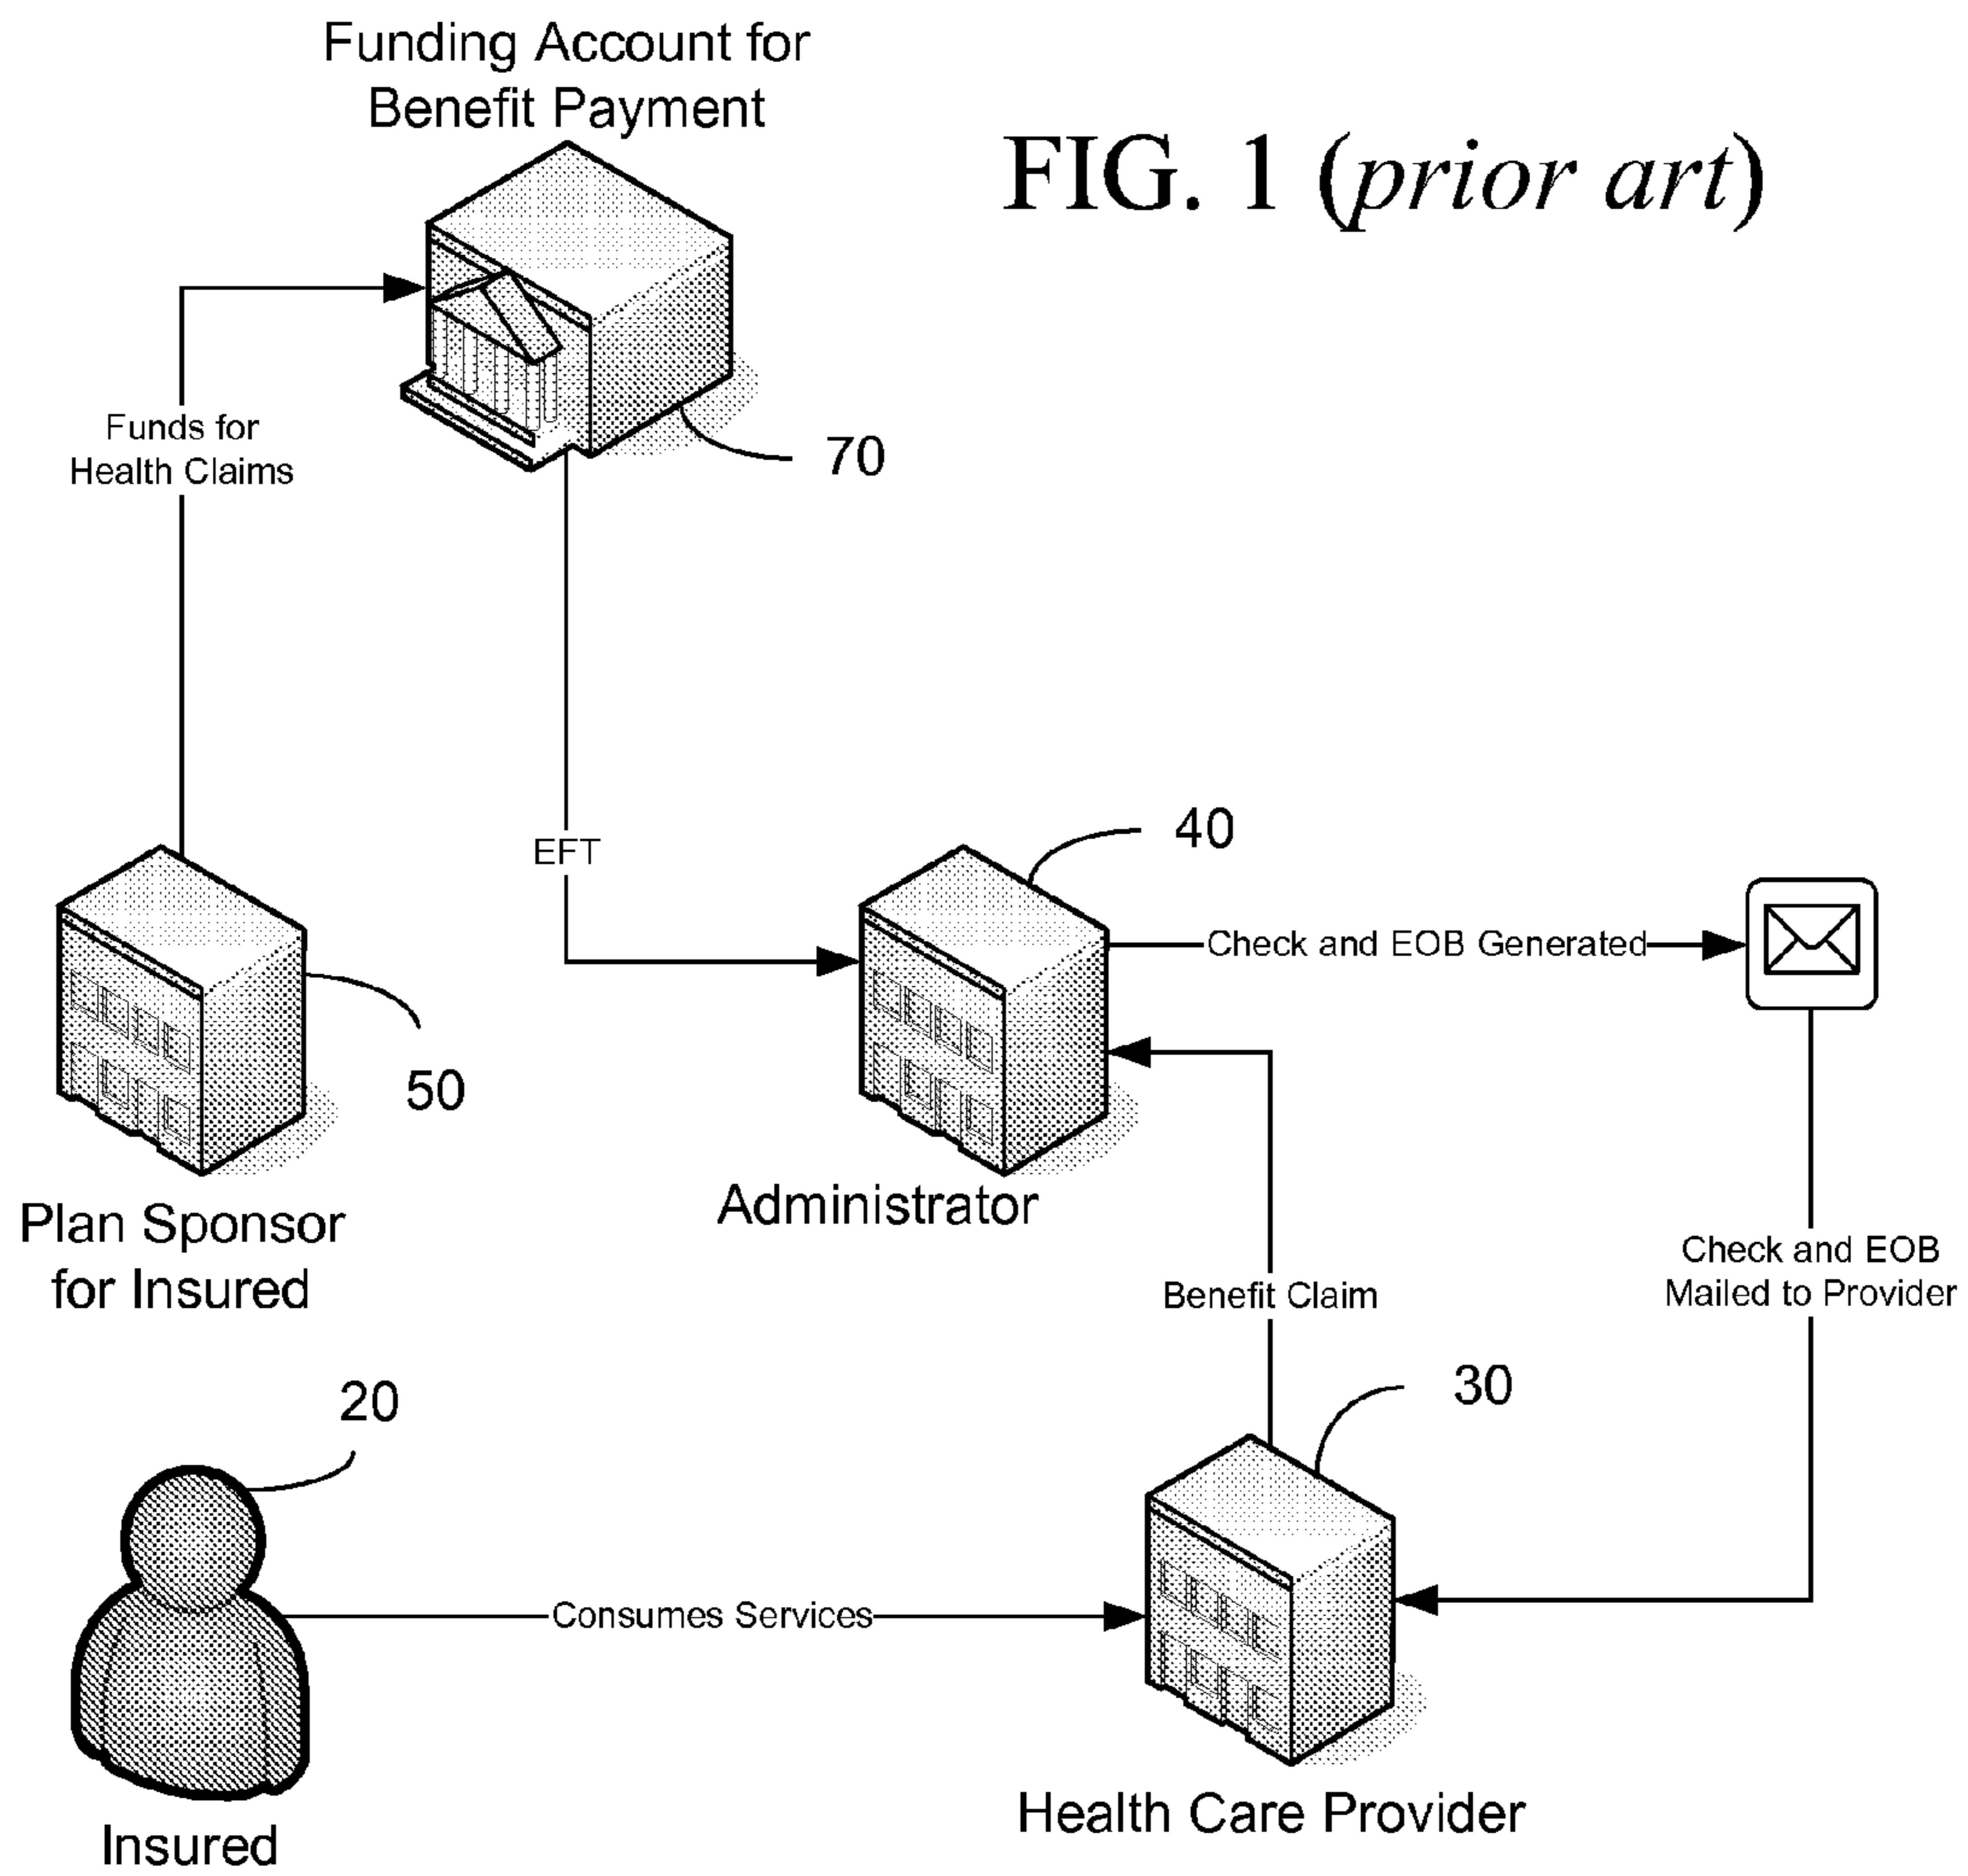 Funding Account for
Benefit Payment
FIG. 1 (prior art)
Funds for
Health Claims
70
EFT
40
Check and EOB Generated
50
Plan Sponsor
for Insured
Administrator
Benefit Claim
Check and EOB
Mailed to Provider
20
30
Consumes Services
Health Care Provider
Insured